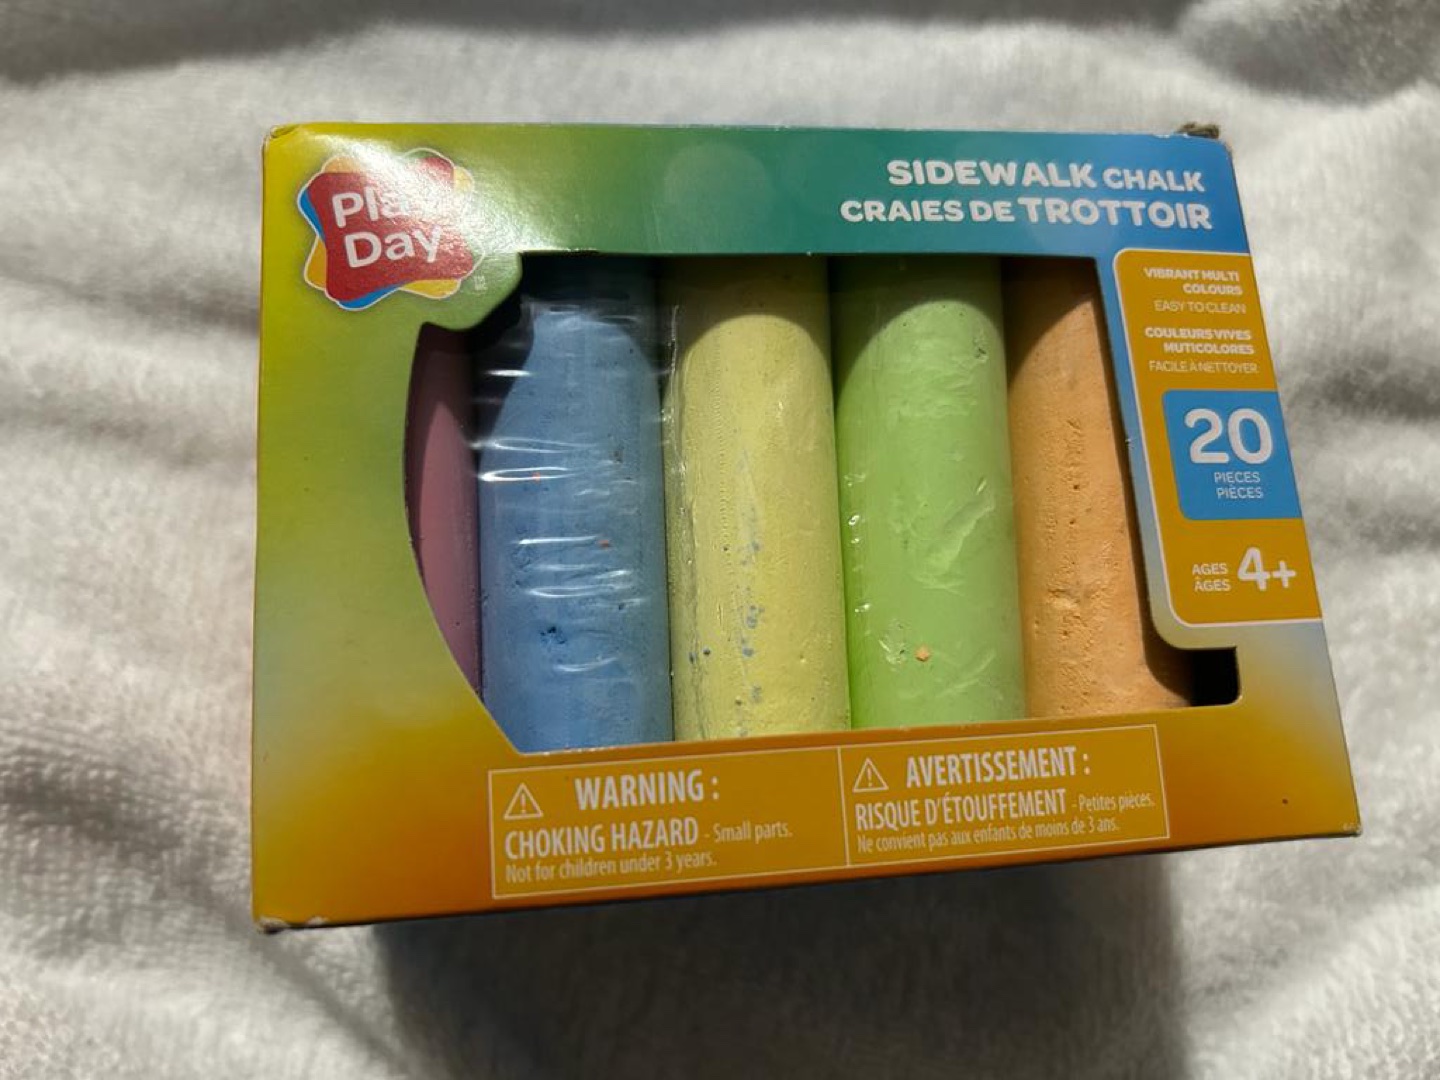 Play
Day
SIDEWALK CHALK
CRAIES DE TROTTOIR
VIBRANT MULTI
COLOURS
EASY TO CLEAN
COULEURS VIVES
MUTICOLORES
FACILE À NETTOYER
20
PIECES
PIÈCES
AGES
ÂGES
4+
WARNING :
CHOKING HAZARD - Small parts.
Not for children under 3 years.
AVERTISSEMENT :
RISQUE D'ÉTOUFFEMENT - Petites pièces.
Ne convient pas aux enfants de moins de 3 ans.